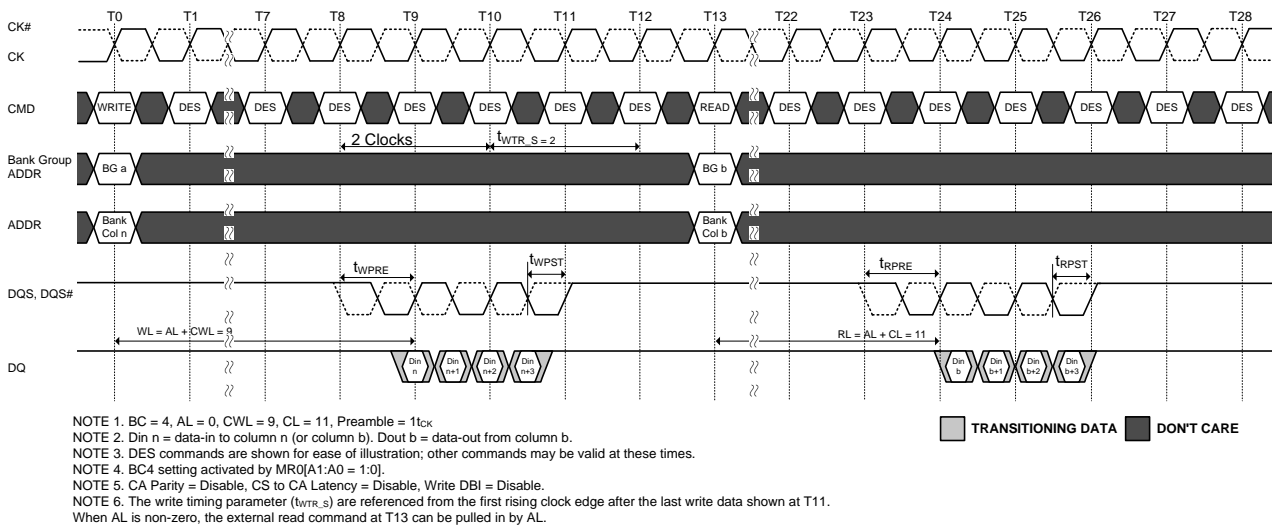 T0 T1 T7 T8 T9 T10 T11 T12 T13 T22 T23 T24 T25 T26 T27 T28
CK#
CK
CMD WRITE DES DES DES DES DES DES DES READ DES DES DES DES DES DES DES
2 Clocks tWTR_S = 2
Bank Group
ADDR
BG a BG b
ADDR
Bank
Col n
Bank
Col b
tWPRE tWPST tRPRE tRPST
DQS, DQS#
WL = AL + CWL = 9 RL = AL + CL = 11
DQ
Din
n
Din
n+1
Din
n+2
Din
n+3
Din
b
Din
b+1
Din
b+2
Din
b+3
NOTE 1. BC = 4, AL = 0, CWL = 9, CL = 11, Preamble = 1tCK
NOTE 2. Din n = data-in to column n (or column b). Dout b = data-out from column b.
NOTE 3. DES commands are shown for ease of illustration; other commands may be valid at these times.
NOTE 4. BC4 setting activated by MR0[A1:A0 = 1:0].
NOTE 5. CA Parity = Disable, CS to CA Latency = Disable, Write DBI = Disable.
NOTE 6. The write timing parameter (tWTR_S) are referenced from the first rising clock edge after the last write data shown at T11.
When AL is non-zero, the external read command at T13 can be pulled in by AL.
TRANSITIONING DATA DON'T CARE